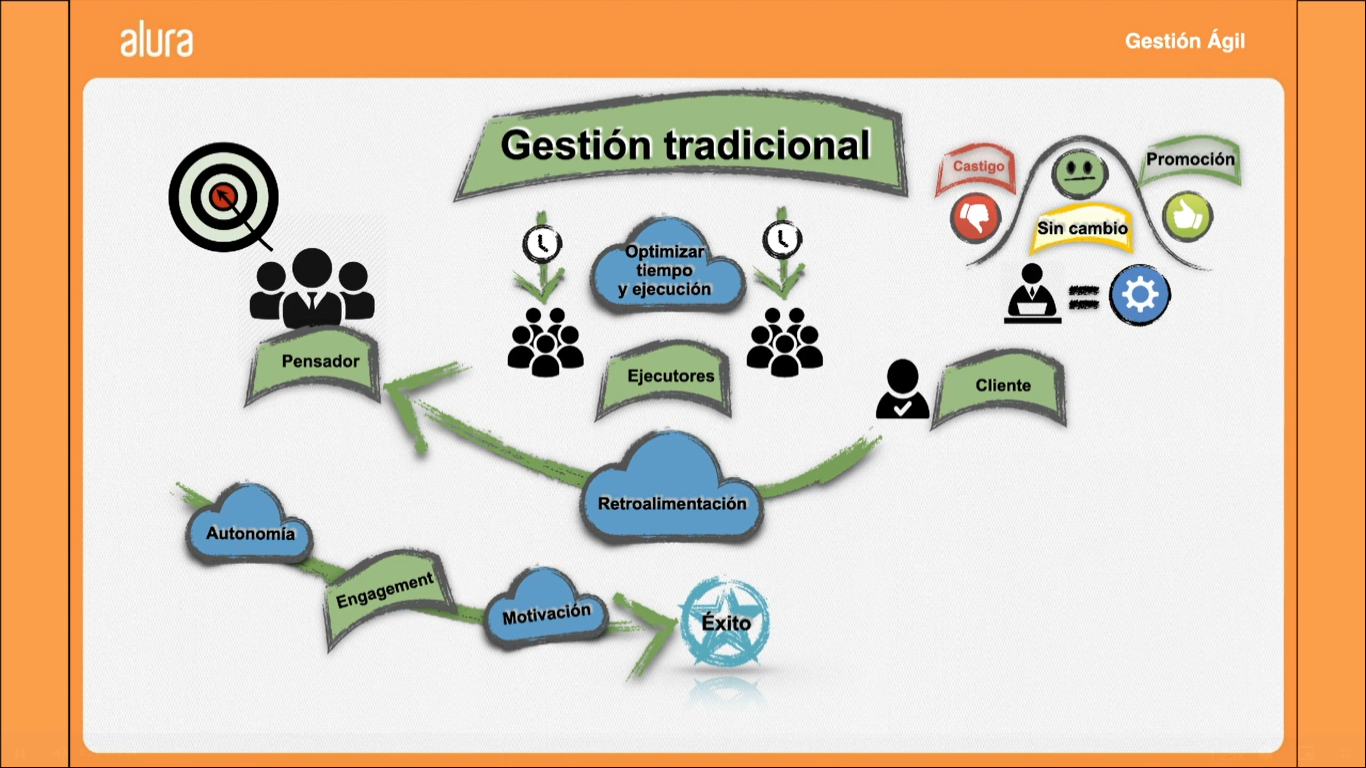 alura
Gestión Ágil
Gestión tradicional
Castigo
Promoción
Sin cambio
Optimizar
tiempo
y ejecución
Pensador
Ejecutores
Cliente
Retroalimentación
Autonomía
Engagement
Motivación
Éxito